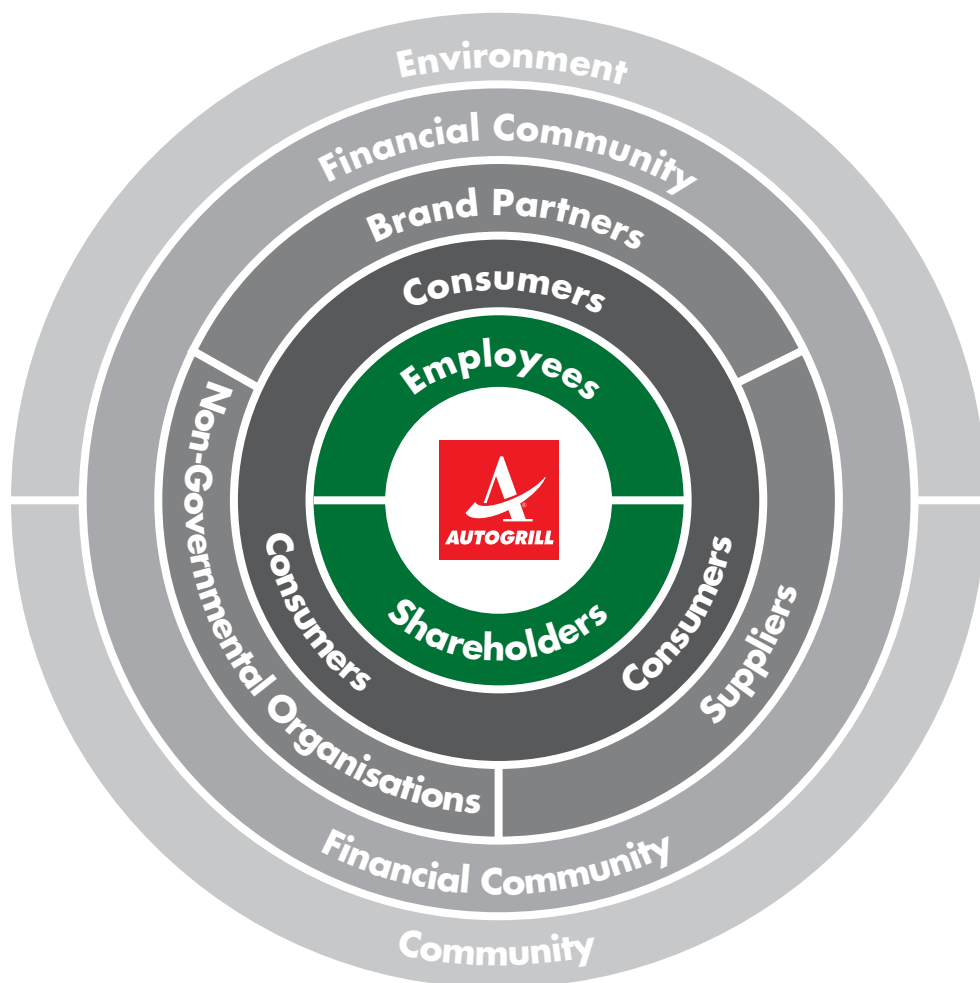 Environment
Financial Community
Brand Partners
Consumers
Employees
Non-Governmental Organisations
AUTOGRILL
Consumers
Consumers
Shareholders
Suppliers
Financial Community
Community